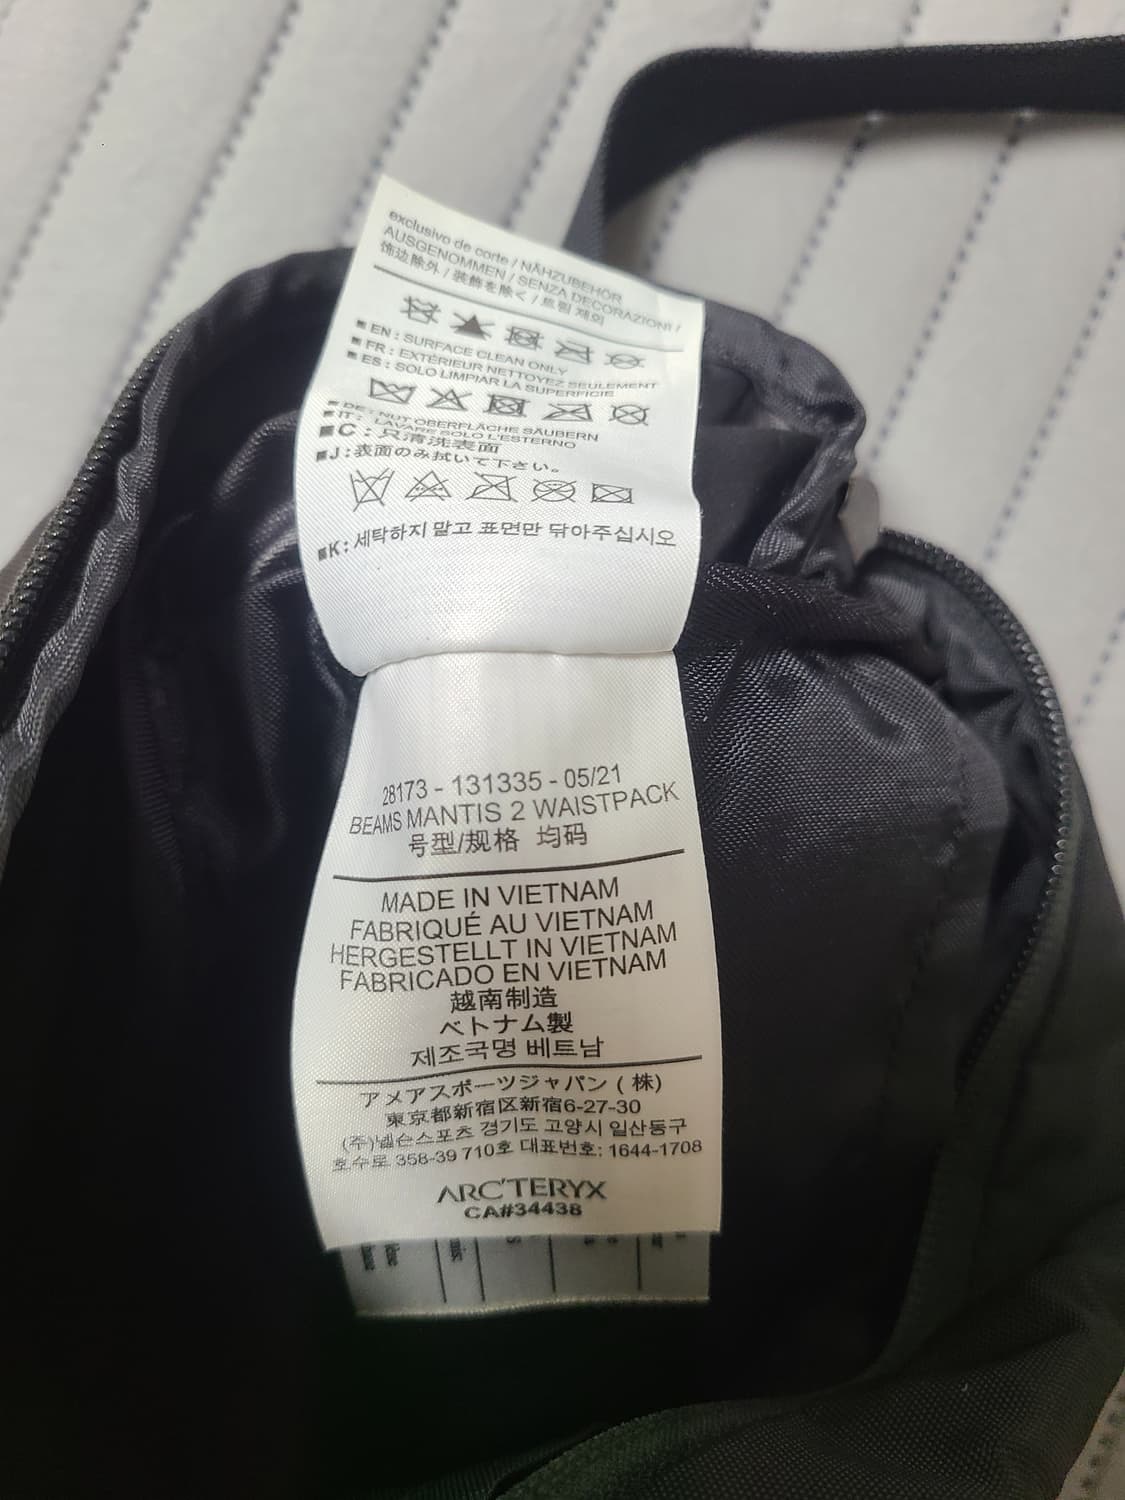 exclusivo de corte / NÄHZUBEHÖR
AUSGENOMMEN / SENZA DECORAZIONI /
饰边除外 / 装飾を除く / 트림 제외
EN : SURFACE CLEAN ONLY
FR : EXTÉRIEUR NETTOYEZ SEULEMENT
ES : SOLO LIMPIAR LA SUPERFICIE
DE : NUT OBERFLÄCHE SÄUBERN
IT : LAVARE SOLO L'ESTERNO
C : 只清洗表面
J : 表面のみ拭いて下さい。
K : 세탁하지 말고 표면만 닦아주십시오
28173 - 131335 - 05/21
BEAMS MANTIS 2 WAISTPACK
号型/规格 均码
MADE IN VIETNAM
FABRIQUÉ AU VIETNAM
HERGESTELLT IN VIETNAM
FABRICADO EN VIETNAM
越南制造
ベトナム製
제조국명 베트남
アメアスポーツジャパン ( 株)
東京都新宿区新宿6-27-30
(주)넬슨스포츠 경기도 고양시 일산동구
호수로 358-39 710호 대표번호: 1644-1708
ARC'TERYX
CA#34438